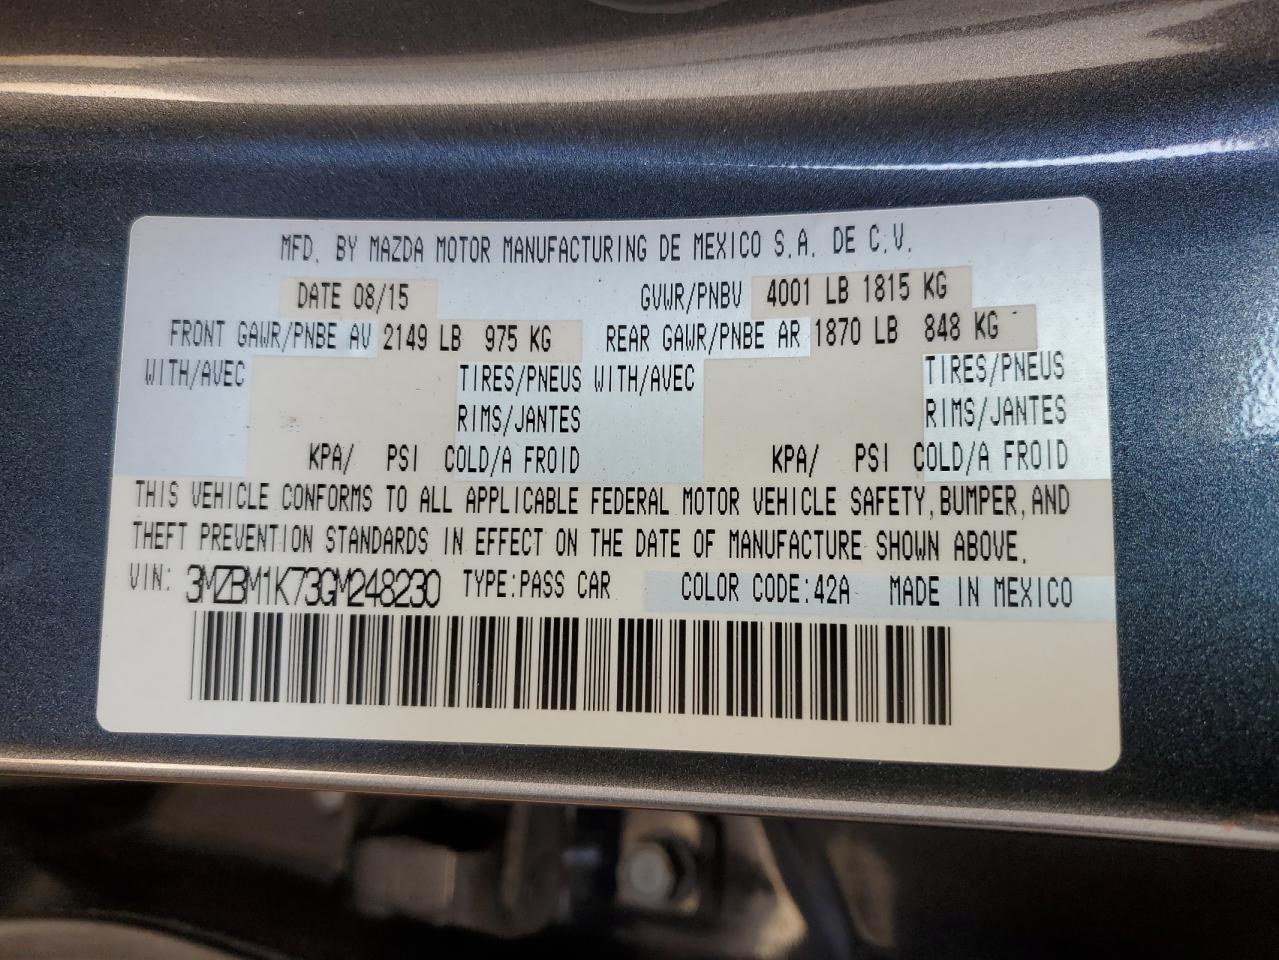 MFD. BY MAZDA MOTOR MANUFACTURING DE MEXICO S.A. DE C.V.
DATE 08/15 GVWR/PNBV 4001 LB 1815 KG
FRONT GAWR/PNBE AV 2149 LB 975 KG REAR GAWR/PNBE AR 1870 LB 848 KG
WITH/AVEC TIRES/PNEUS WITH/AVEC TIRES/PNEUS
RIMS/JANTES RIMS/JANTES
KPA/ PSI COLD/A FROID KPA/ PSI COLD/A FROID
THIS VEHICLE CONFORMS TO ALL APPLICABLE FEDERAL MOTOR VEHICLE SAFETY, BUMPER, AND
THEFT PREVENTION STANDARDS IN EFFECT ON THE DATE OF MANUFACTURE SHOWN ABOVE.
VIN: 3MZBM1K73GM248230 TYPE:PASS CAR COLOR CODE:42A MADE IN MEXICO